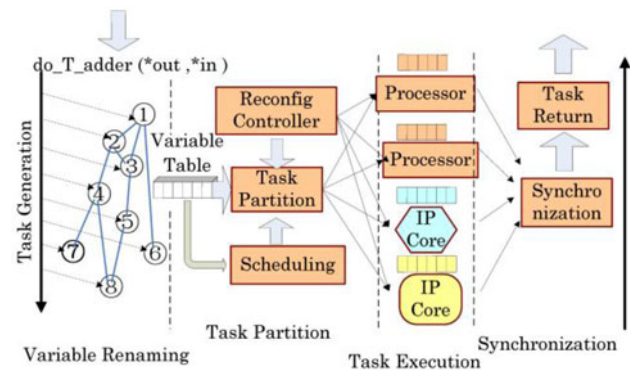 do_T_adder (*out ,*in )
Task Generation
1
2
3
4
5
6
7
8
Variable
Table
Variable Renaming
Reconfig
Controller
Task
Partition
Scheduling
Task Partition
Processor
Processor
IP
Core
IP
Core
Task Execution
Task
Return
Synchro
nization
Synchronization